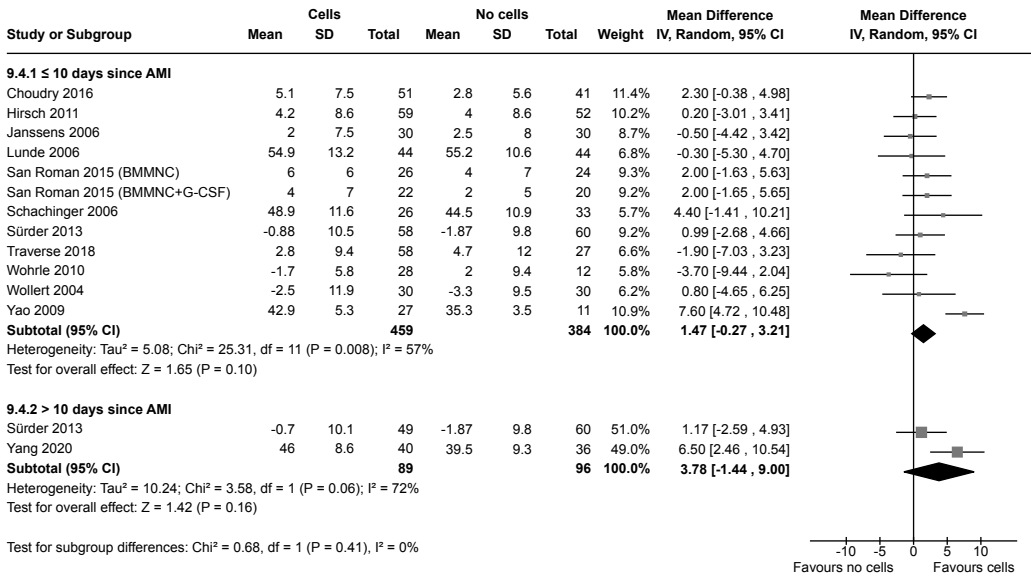 Cells No cells Mean Difference Mean Difference
Study or Subgroup Mean SD Total Mean SD Total Weight IV, Random, 95% CI IV, Random, 95% CI
9.4.1 ≤ 10 days since AMI
Choudry 2016 5.1 7.5 51 2.8 5.6 41 11.4% 2.30 [-0.38 , 4.98]
Hirsch 2011 4.2 8.6 59 4 8.6 52 10.2% 0.20 [-3.01 , 3.41]
Janssens 2006 2 7.5 30 2.5 8 30 8.7% -0.50 [-4.42 , 3.42]
Lunde 2006 54.9 13.2 44 55.2 10.6 44 6.8% -0.30 [-5.30 , 4.70]
San Roman 2015 (BMMNC) 6 6 26 4 7 24 9.3% 2.00 [-1.63 , 5.63]
San Roman 2015 (BMMNC+G-CSF) 4 7 22 2 5 20 9.2% 2.00 [-1.65 , 5.65]
Schachinger 2006 48.9 11.6 26 44.5 10.9 33 5.7% 4.40 [-1.41 , 10.21]
Sürder 2013 -0.88 10.5 58 -1.87 9.8 60 9.1% 0.99 [-2.68 , 4.66]
Traverse 2018 2.8 9.4 58 4.7 12 27 6.6% -1.90 [-7.03 , 3.23]
Wohrle 2010 -1.7 5.8 28 2 9.4 12 5.8% -3.70 [-9.44 , 2.04]
Wollert 2004 -2.5 11.9 30 -3.3 9.5 30 6.2% 0.80 [-4.65 , 6.25]
Yao 2009 42.9 5.3 27 35.3 3.5 11 10.9% 7.60 [4.72 , 10.48]
Subtotal (95% CI) 459 384 100.0% 1.47 [-0.27 , 3.21]
Heterogeneity: Tau² = 5.08; Chi² = 25.31, df = 11 (P = 0.008); I² = 57%
Test for overall effect: Z = 1.65 (P = 0.10)
9.4.2 > 10 days since AMI
Sürder 2013 -0.7 10.1 49 -1.87 9.8 60 51.0% 1.17 [-2.59 , 4.93]
Yang 2020 46 8.6 40 39.5 9.3 36 49.0% 6.50 [2.46 , 10.54]
Subtotal (95% CI) 89 96 100.0% 3.78 [-1.44 , 9.00]
Heterogeneity: Tau² = 10.24; Chi² = 3.58, df = 1 (P = 0.06); I² = 72%
Test for overall effect: Z = 1.42 (P = 0.16)
Test for subgroup differences: Chi² = 0.68, df = 1 (P = 0.41), I² = 0%
-10 -5 0 5 10
Favours no cells Favours cells